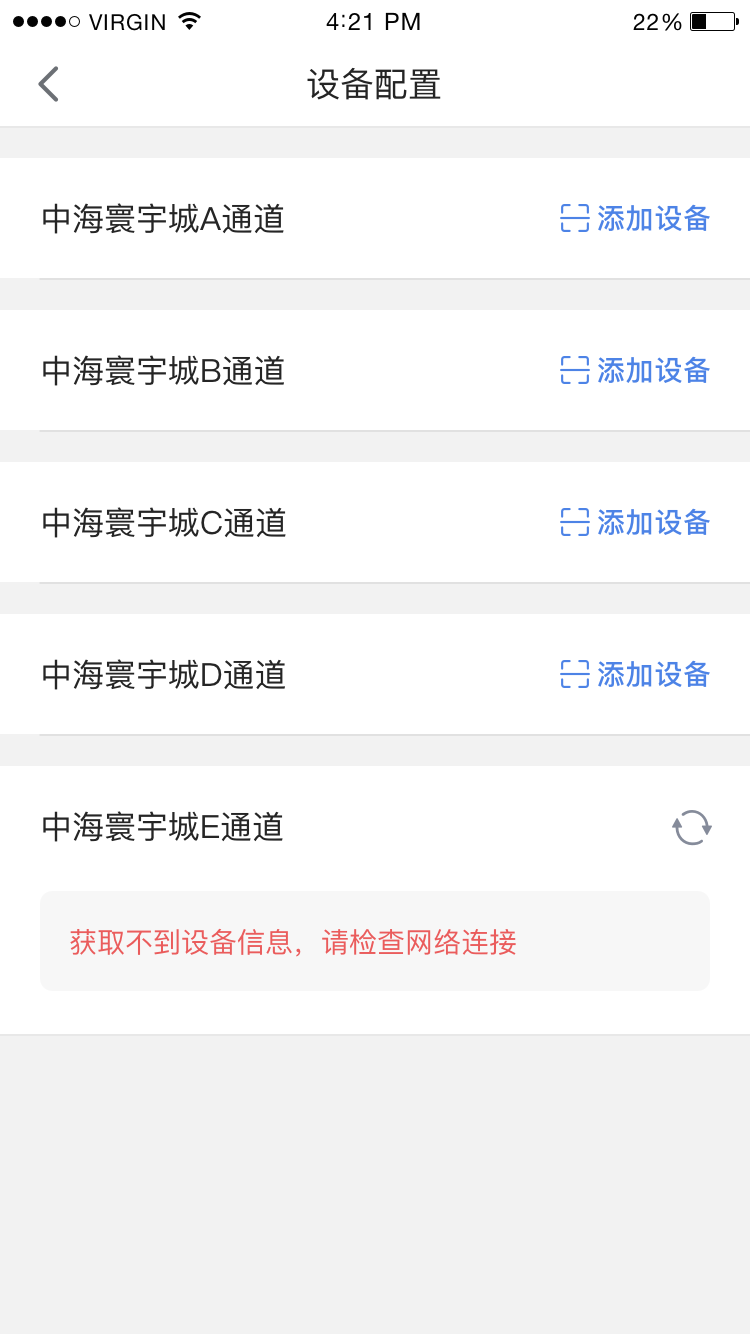 VIRGIN 4:21 PM 22%
设备配置
中海寰宇城A通道 添加设备
中海寰宇城B通道 添加设备
中海寰宇城C通道 添加设备
中海寰宇城D通道 添加设备
中海寰宇城E通道
获取不到设备信息，请检查网络连接